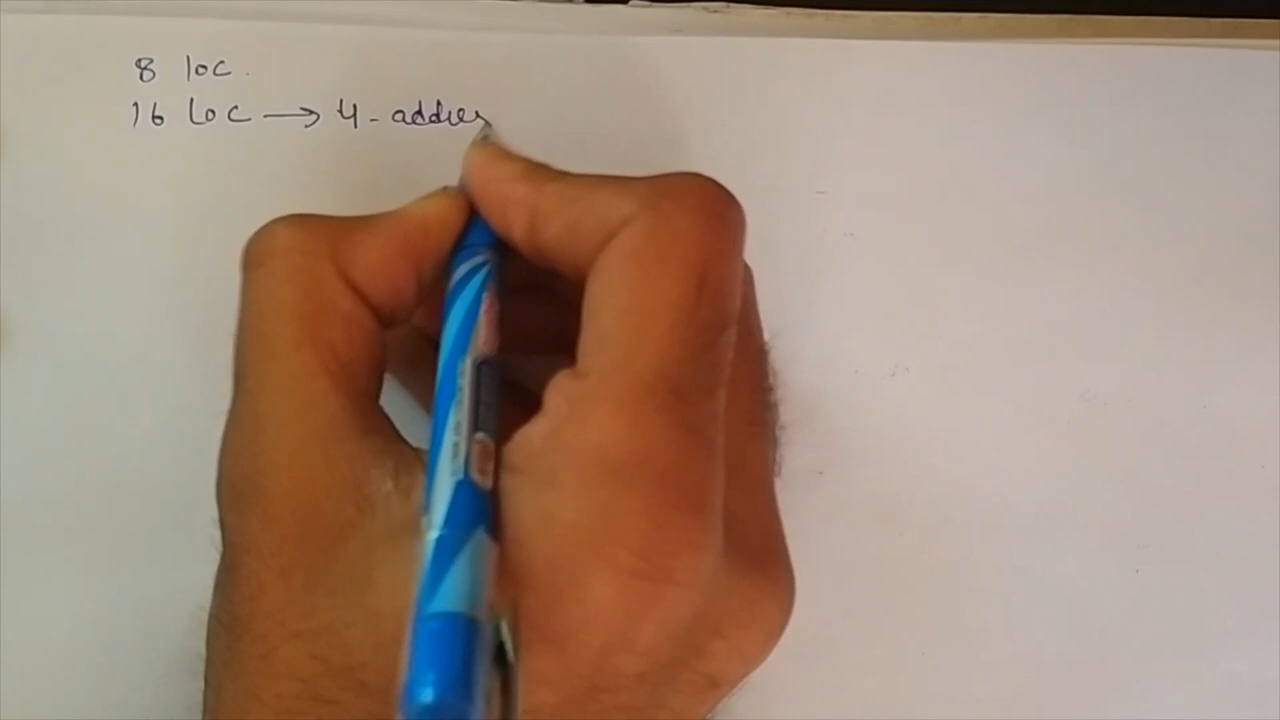 8 loc.
16 Loc → 4 - addres